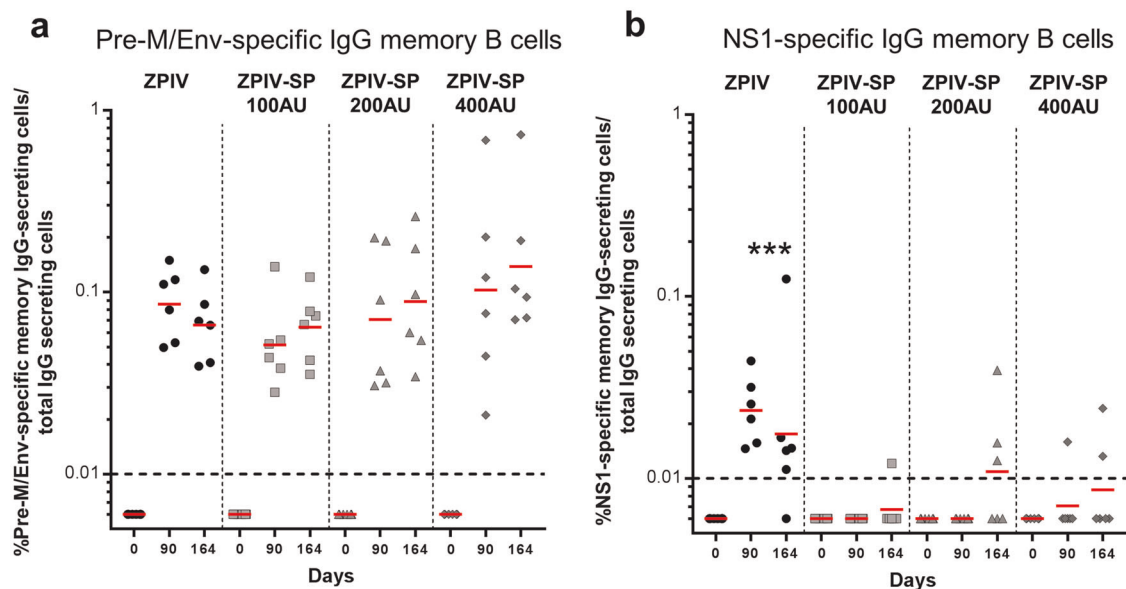 a
Pre-M/Env-specific IgG memory B cells
ZPIV
ZPIV-SP
100AU
ZPIV-SP
200AU
ZPIV-SP
400AU
%Pre-M/Env-specific memory IgG-secreting cells/
total IgG secreting cells
1
0.1
0.01
0 90 164 0 90 164 0 90 164 0 90 164
Days
b
NS1-specific IgG memory B cells
ZPIV
ZPIV-SP
100AU
ZPIV-SP
200AU
ZPIV-SP
400AU
%NS1-specific memory IgG-secreting cells/
total IgG secreting cells
1
0.1
0.01
***
0 90 164 0 90 164 0 90 164 0 90 164
Days